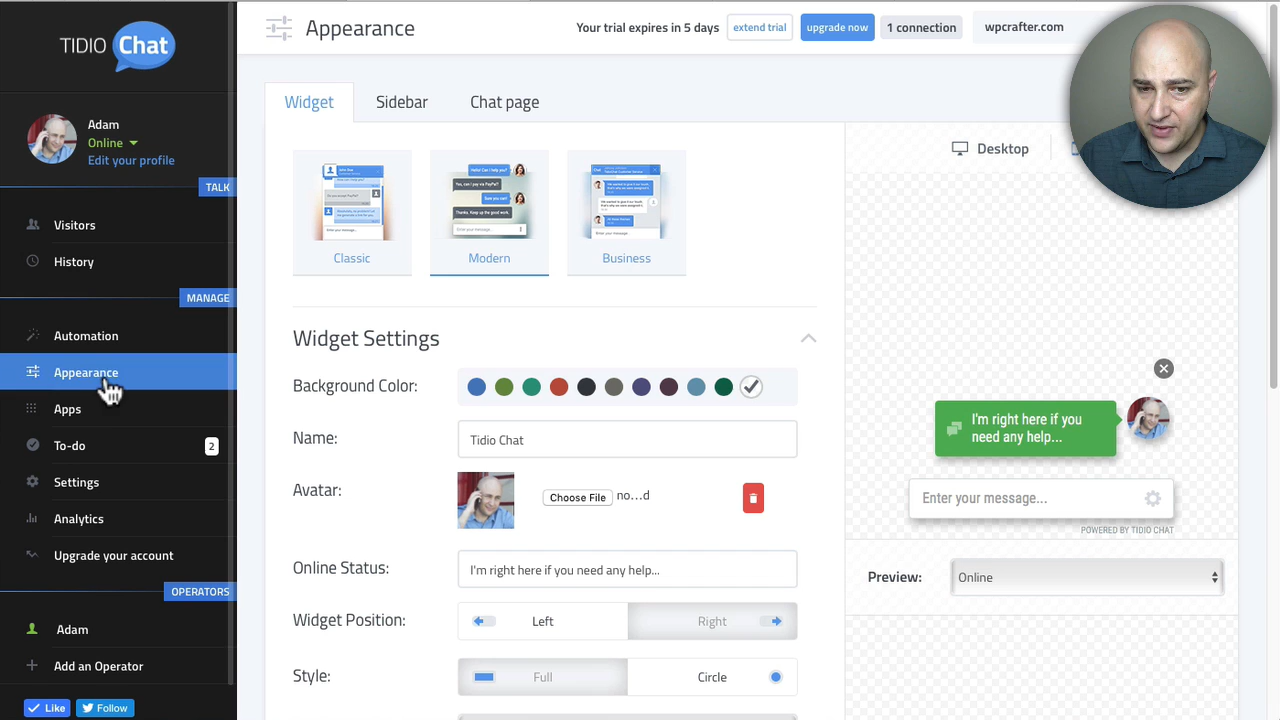 TIDIO Chat
Adam
Online
Edit your profile
TALK
Visitors
History
MANAGE
Automation
Appearance
Apps
To-do 2
Settings
Analytics
Upgrade your account
OPERATORS
Adam
Add an Operator
Like Follow
Appearance
Your trial expires in 5 days extend trial upgrade now 1 connection wpcrafter.com
Widget Sidebar Chat page
Classic
Modern
Business
Widget Settings
Background Color:
Name: Tidio Chat
Avatar: Choose File no...d
Online Status: I'm right here if you need any help...
Widget Position: Left Right
Style: Full Circle
Desktop
I'm right here if you
need any help...
Enter your message...
POWERED BY TIDIO CHAT
Preview: Online